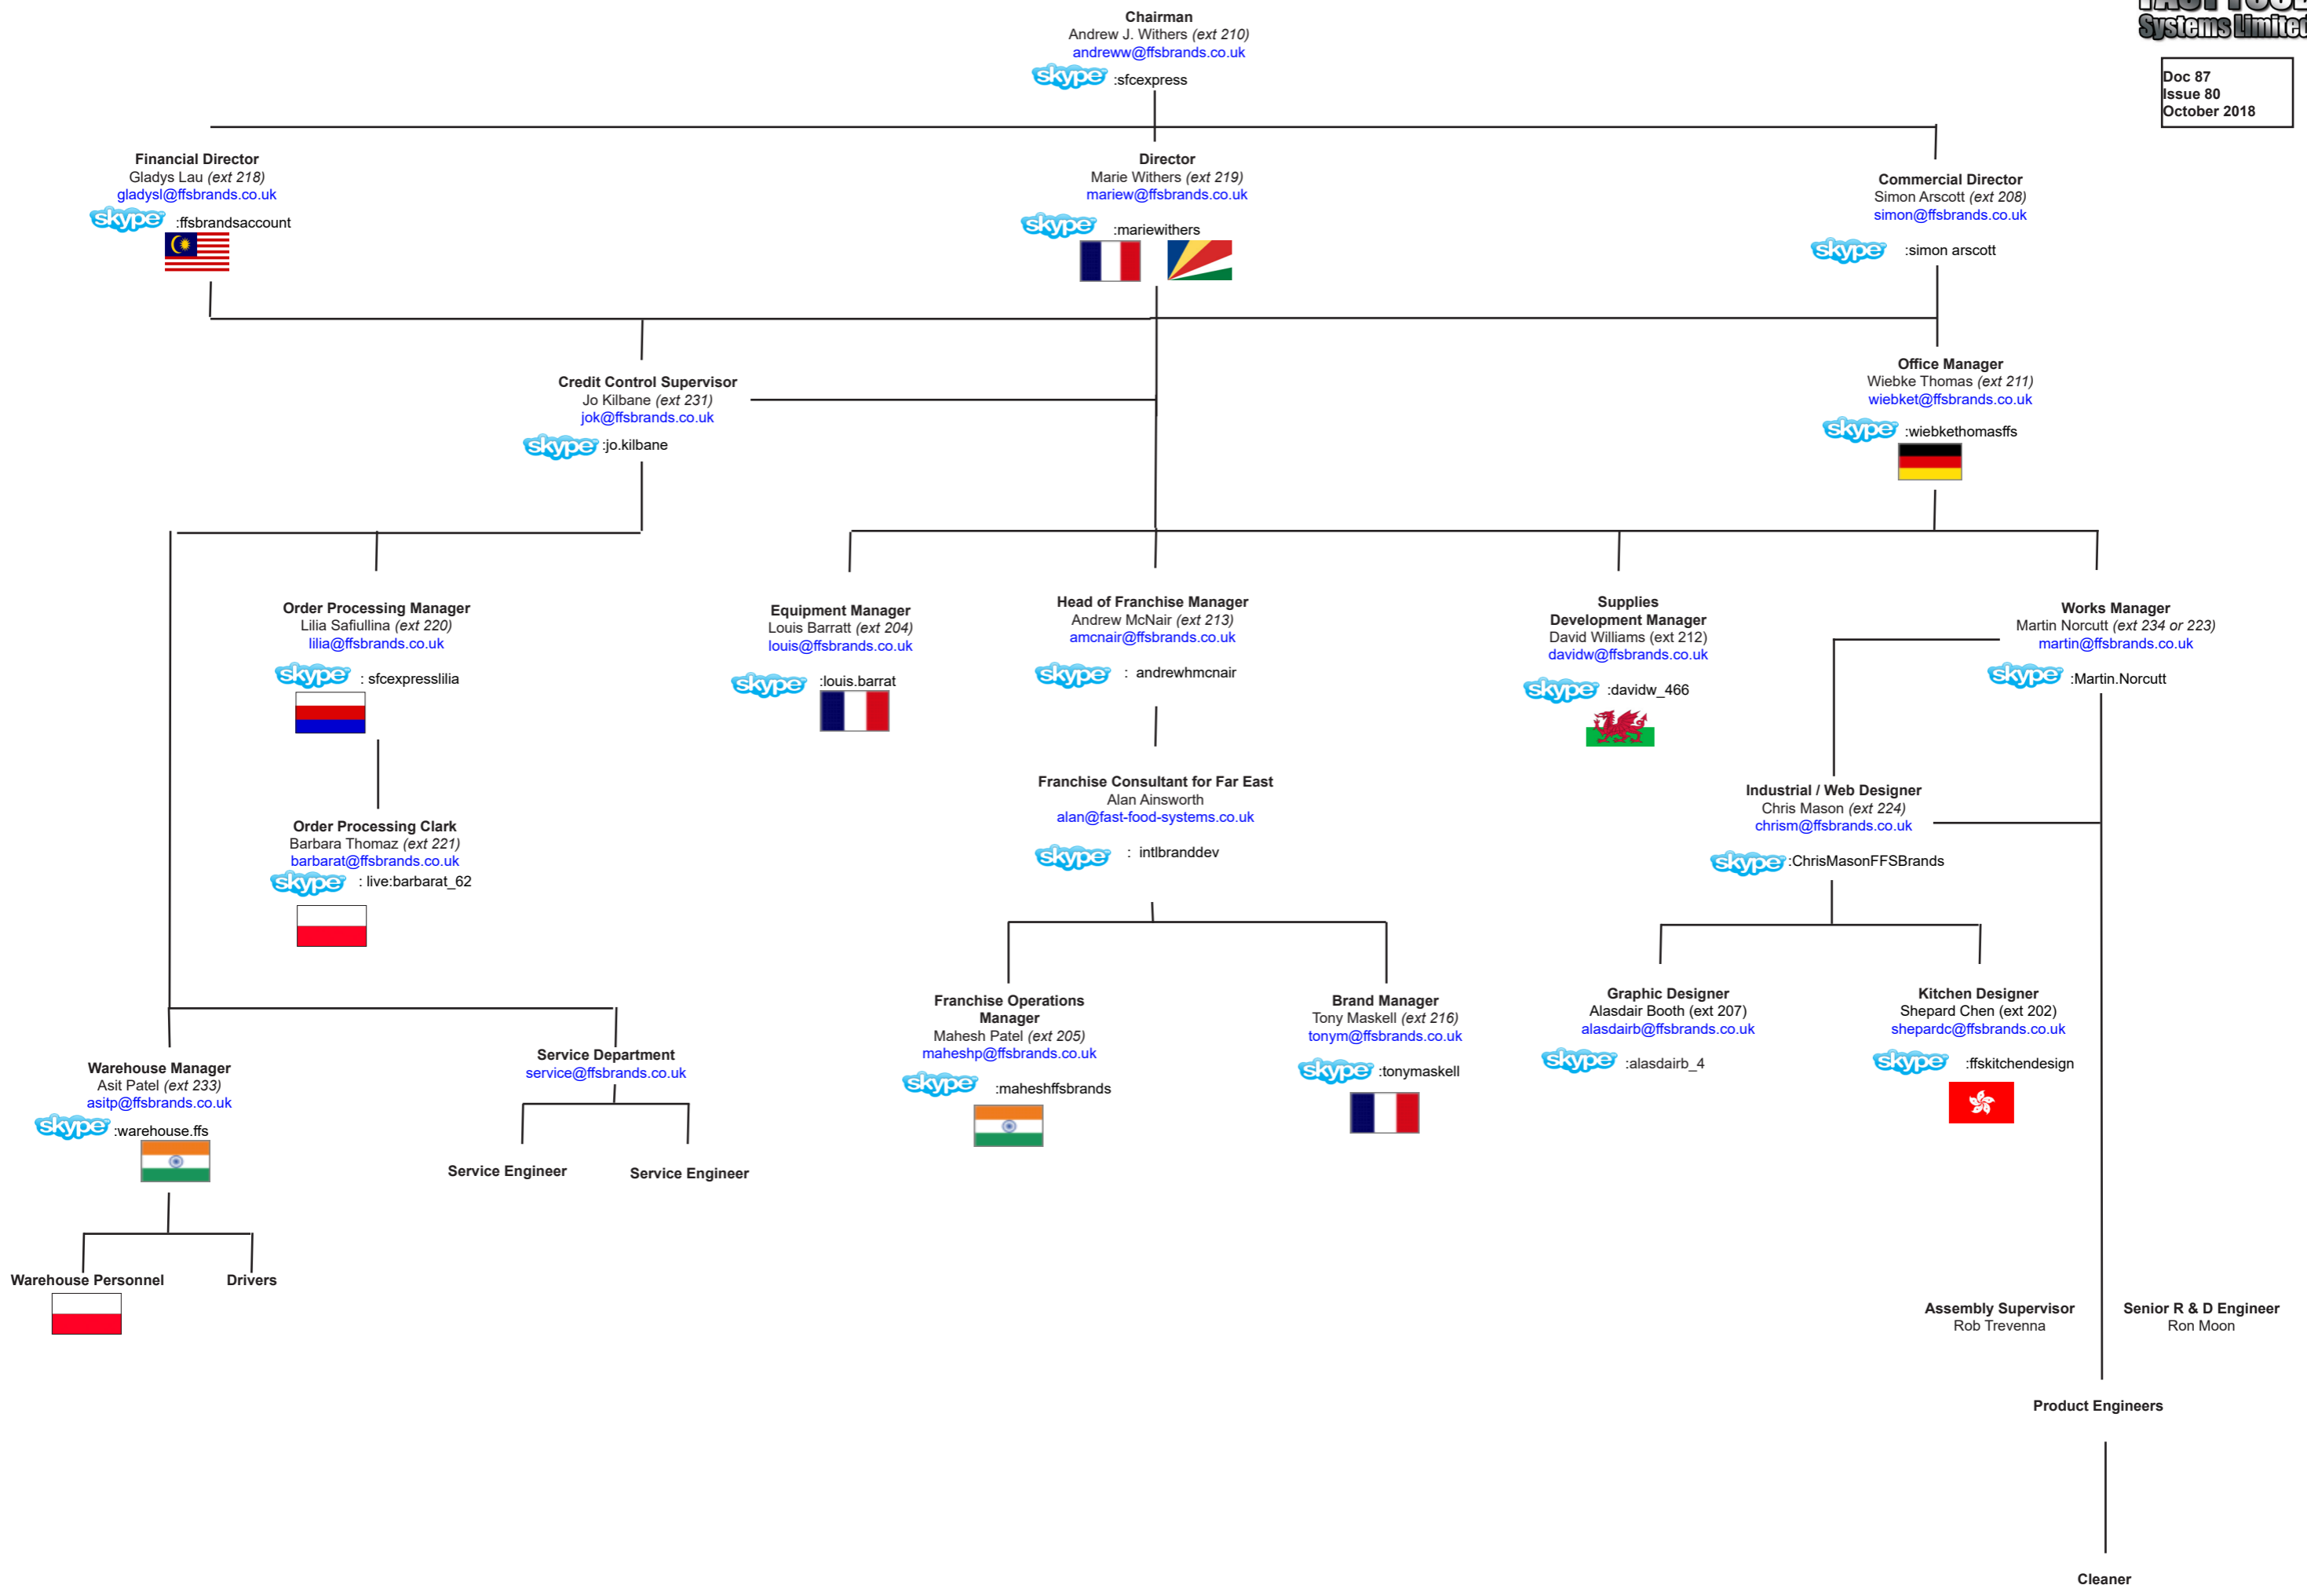 FAST FOOD
Systems Limited
Doc 87
Issue 80
October 2018
Chairman
Andrew J. Withers (ext 210)
andreww@ffsbrands.co.uk
skype :sfcexpress
Financial Director
Gladys Lau (ext 218)
gladysl@ffsbrands.co.uk
skype :ffsbrandsaccount
Director
Marie Withers (ext 219)
mariew@ffsbrands.co.uk
skype :mariewithers
Commercial Director
Simon Arscott (ext 208)
simon@ffsbrands.co.uk
skype :simon arscott
Credit Control Supervisor
Jo Kilbane (ext 231)
jok@ffsbrands.co.uk
skype :jo.kilbane
Office Manager
Wiebke Thomas (ext 211)
wiebket@ffsbrands.co.uk
skype :wiebkethomasffs
Order Processing Manager
Lilia Safiullina (ext 220)
lilia@ffsbrands.co.uk
skype : sfcexpresslilia
Equipment Manager
Louis Barratt (ext 204)
louis@ffsbrands.co.uk
skype :louis.barrat
Head of Franchise Manager
Andrew McNair (ext 213)
amcnair@ffsbrands.co.uk
skype : andrewhmcnair
Supplies
Development Manager
David Williams (ext 212)
davidw@ffsbrands.co.uk
skype :davidw_466
Works Manager
Martin Norcutt (ext 234 or 223)
martin@ffsbrands.co.uk
skype :Martin.Norcutt
Order Processing Clark
Barbara Thomaz (ext 221)
barbarat@ffsbrands.co.uk
skype : live:barbarat_62
Franchise Consultant for Far East
Alan Ainsworth
alan@fast-food-systems.co.uk
skype : intlbranddev
Industrial / Web Designer
Chris Mason (ext 224)
chrism@ffsbrands.co.uk
skype :ChrisMasonFFSBrands
Warehouse Manager
Asit Patel (ext 233)
asitp@ffsbrands.co.uk
skype :warehouse.ffs
Service Department
service@ffsbrands.co.uk
Franchise Operations
Manager
Mahesh Patel (ext 205)
maheshp@ffsbrands.co.uk
skype :maheshffsbrands
Brand Manager
Tony Maskell (ext 216)
tonym@ffsbrands.co.uk
skype :tonymaskell
Graphic Designer
Alasdair Booth (ext 207)
alasdairb@ffsbrands.co.uk
skype :alasdairb_4
Kitchen Designer
Shepard Chen (ext 202)
shepardc@ffsbrands.co.uk
skype :ffskitchendesign
Service Engineer
Service Engineer
Warehouse Personnel
Drivers
Assembly Supervisor
Rob Trevenna
Senior R & D Engineer
Ron Moon
Product Engineers
Cleaner